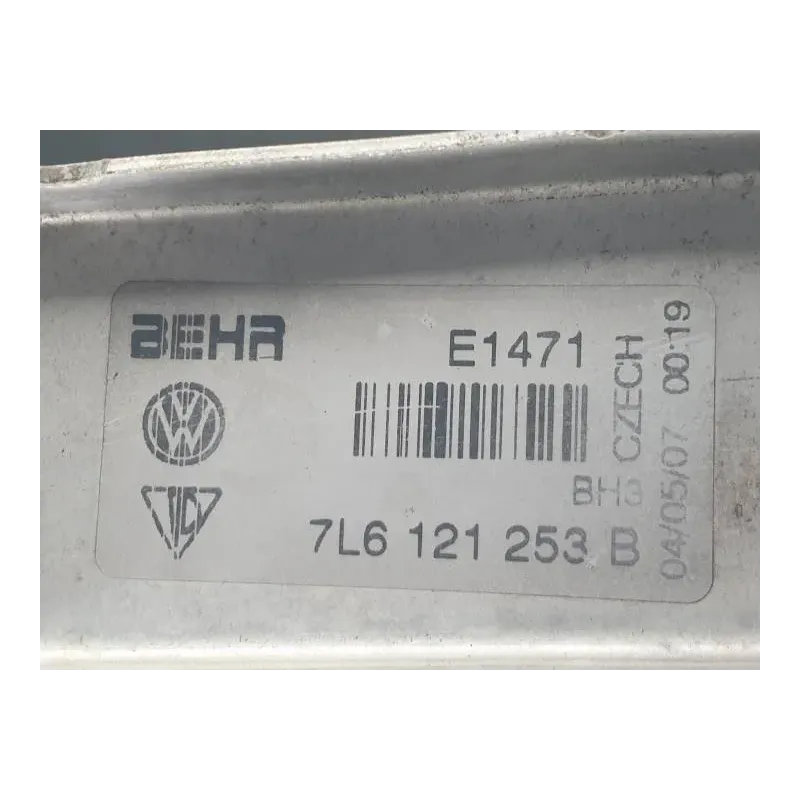 BEHR
E1471
BH3
7L6 121 253 B
CZECH
04/05/07 00:19